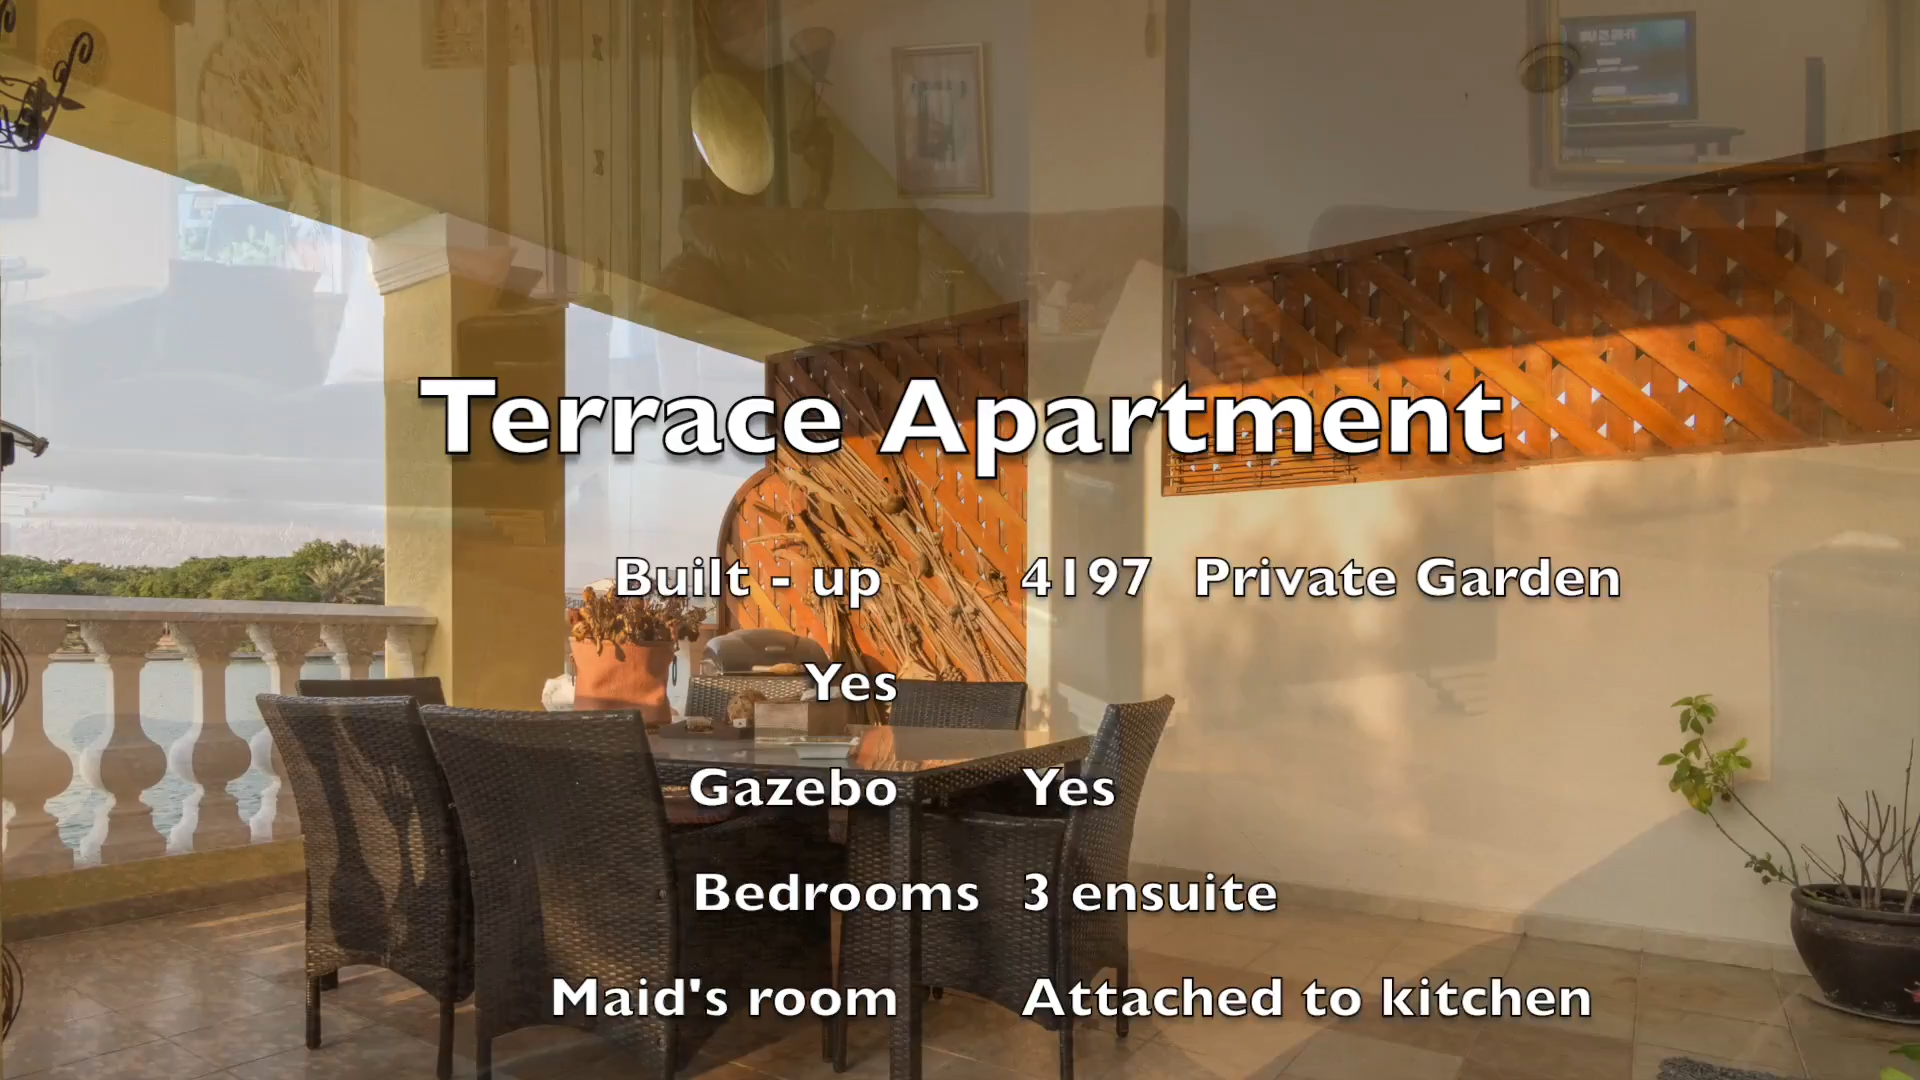 Terrace Apartment
Built - up 4197 Private Garden
Yes
Gazebo Yes
Bedrooms 3 ensuite
Maid's room Attached to kitchen